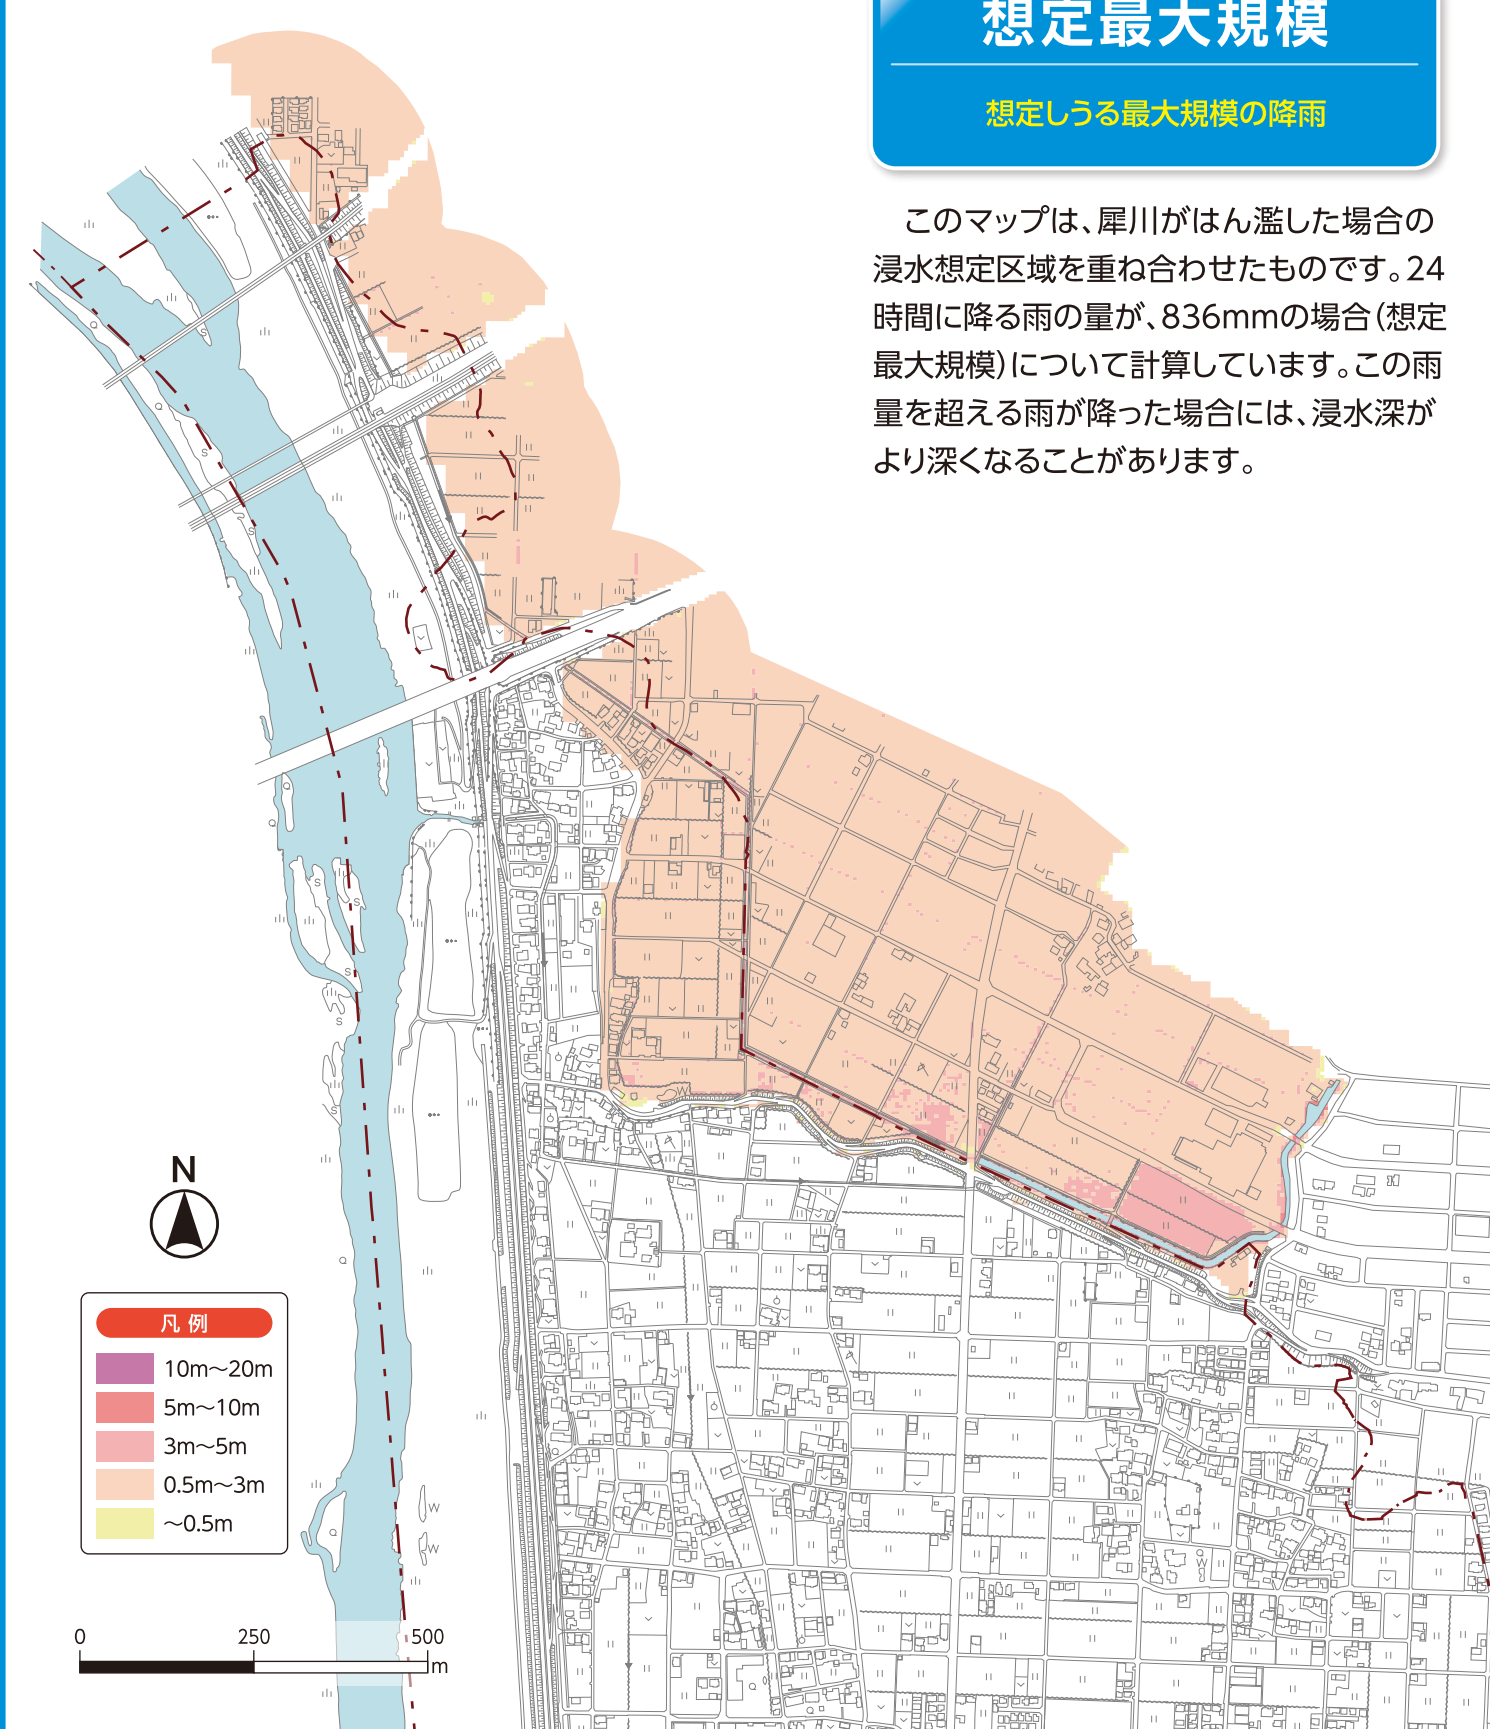 想定最大規模
想定しうる最大規模の降雨
このマップは、犀川がはん濫した場合の
浸水想定区域を重ね合わせたものです。24
時間に降る雨の量が、836mmの場合(想定
最大規模)について計算しています。この雨
量を超える雨が降った場合には、浸水深が
より深くなることがあります。
N
凡例
10m～20m
5m～10m
3m～5m
0.5m～3m
～0.5m
0 250 500
m